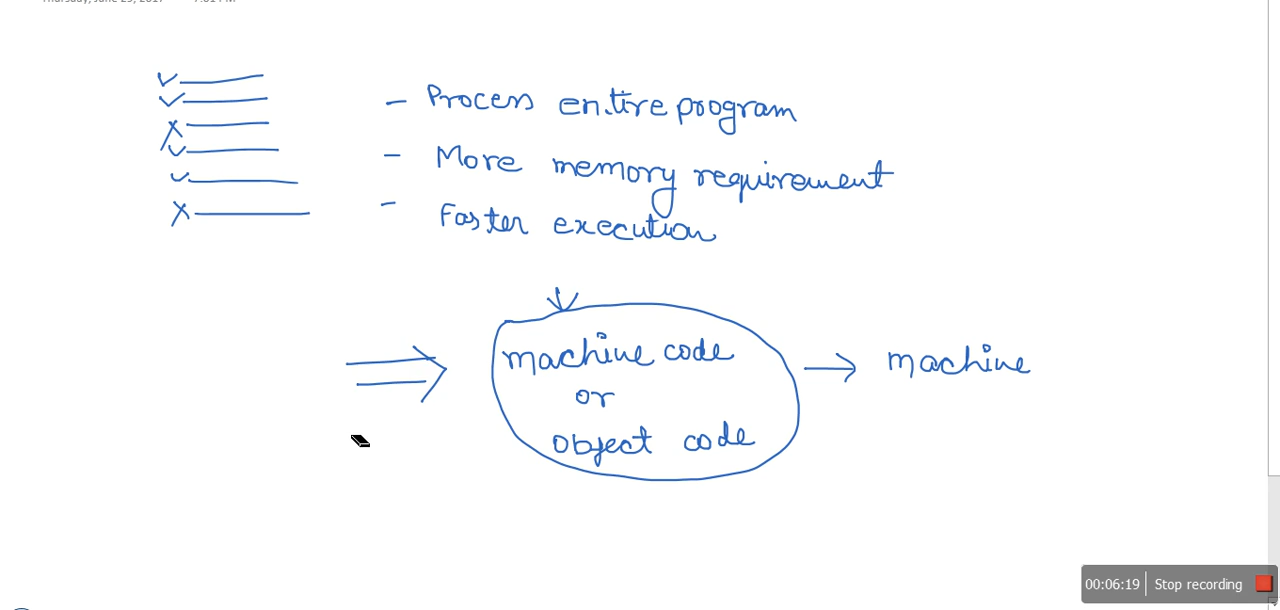 - Process entire program
- More memory requirement
- Faster execution
machine code
or
object code
machine
00:06:19 Stop recording